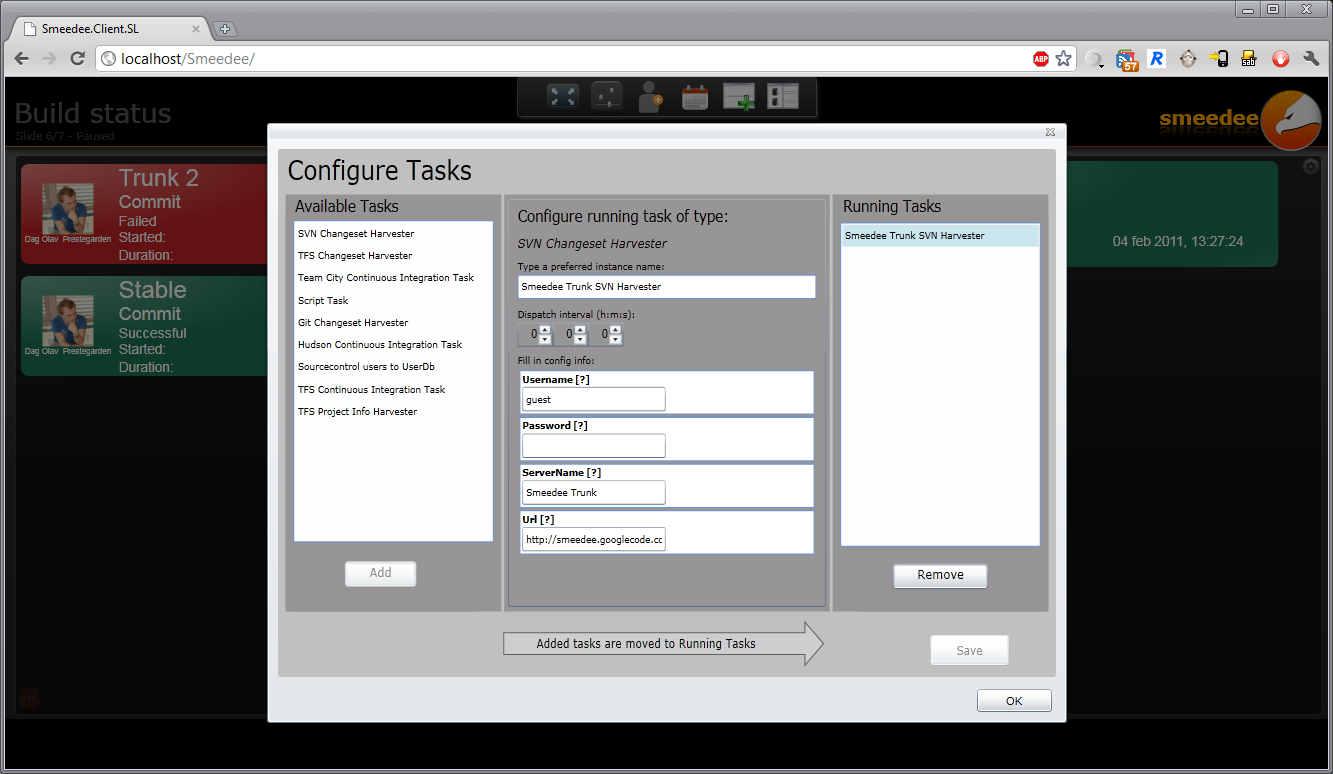 Smeedee.Client.SL
localhost/Smeedee/
ABP
57
R
sab
Build status
Slide 6/7 - Paused
smeedee
Trunk 2
Commit
Failed
Started:
Duration:
Dag Olav Prestegarden
Stable
Commit
Successful
Started:
Duration:
Dag Olav Prestegarden
04 feb 2011, 13:27:24
Configure Tasks
Available Tasks
SVN Changeset Harvester
TFS Changeset Harvester
Team City Continuous Integration Task
Script Task
Git Changeset Harvester
Hudson Continuous Integration Task
Sourcecontrol users to UserDb
TFS Continuous Integration Task
TFS Project Info Harvester
Add
Configure running task of type:
SVN Changeset Harvester
Type a preferred instance name:
Smeedee Trunk SVN Harvester
Dispatch interval (h:m:s):
0 0 0
Fill in config info:
Username [?]
guest
Password [?]
ServerName [?]
Smeedee Trunk
Url [?]
http://smeedee.googlecode.cc
Running Tasks
Smeedee Trunk SVN Harvester
Remove
Added tasks are moved to Running Tasks
Save
OK